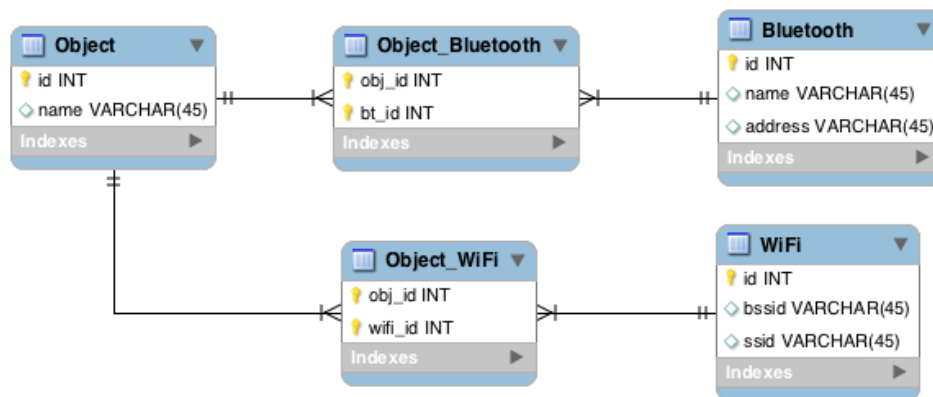 Object
id INT
name VARCHAR(45)
Indexes
Object_Bluetooth
obj_id INT
bt_id INT
Indexes
Bluetooth
id INT
name VARCHAR(45)
address VARCHAR(45)
Indexes
Object_WiFi
obj_id INT
wifi_id INT
Indexes
WiFi
id INT
bssid VARCHAR(45)
ssid VARCHAR(45)
Indexes